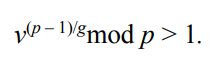 v^{(p – 1)/g} mod p > 1.